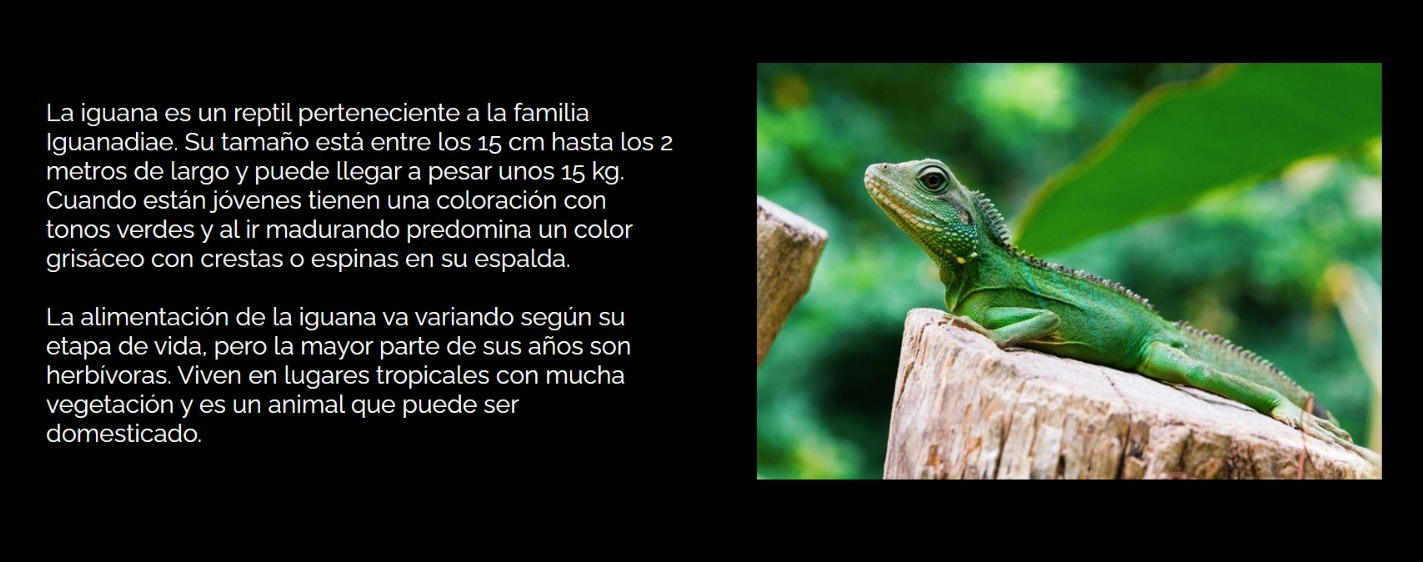 La iguana es un reptil perteneciente a la familia
Iguanadiae. Su tamaño está entre los 15 cm hasta los 2
metros de largo y puede llegar a pesar unos 15 kg.
Cuando están jóvenes tienen una coloración con
tonos verdes y al ir madurando predomina un color
grisáceo con crestas o espinas en su espalda.
La alimentación de la iguana va variando según su
etapa de vida, pero la mayor parte de sus años son
herbívoras. Viven en lugares tropicales con mucha
vegetación y es un animal que puede ser
domesticado.